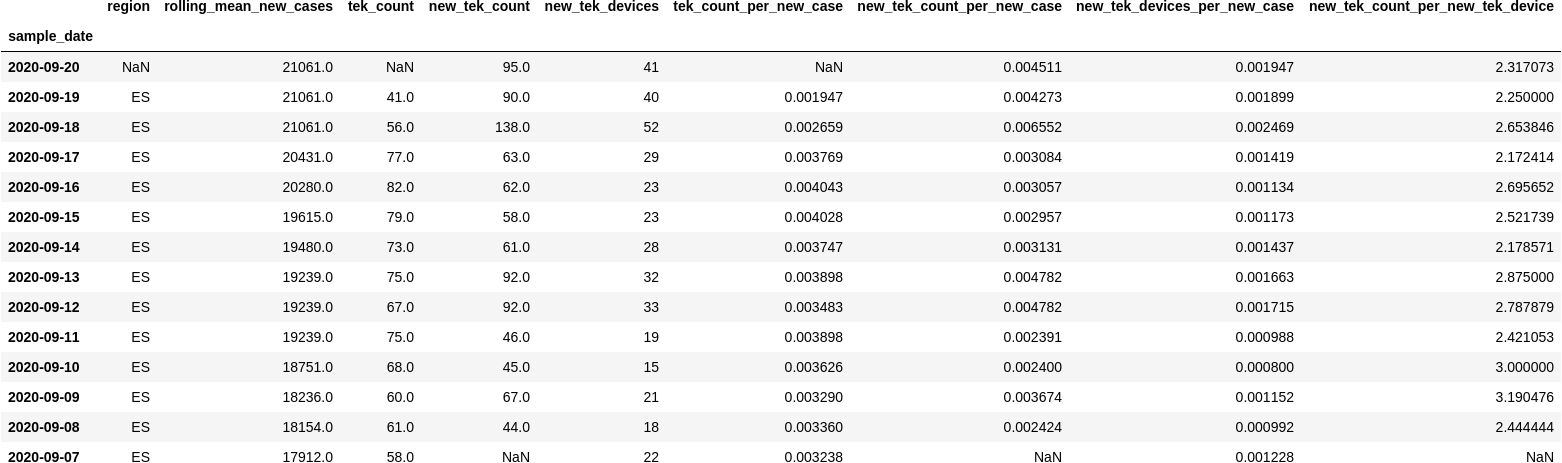 region rolling_mean_new_cases tek_count new_tek_count new_tek_devices tek_count_per_new_case new_tek_count_per_new_case new_tek_devices_per_new_case new_tek_count_per_new_tek_device
sample_date
2020-09-20 NaN 21061.0 NaN 95.0 41 NaN 0.004511 0.001947 2.317073
2020-09-19 ES 21061.0 41.0 90.0 40 0.001947 0.004273 0.001899 2.250000
2020-09-18 ES 21061.0 56.0 138.0 52 0.002659 0.006552 0.002469 2.653846
2020-09-17 ES 20431.0 77.0 63.0 29 0.003769 0.003084 0.001419 2.172414
2020-09-16 ES 20280.0 82.0 62.0 23 0.004043 0.003057 0.001134 2.695652
2020-09-15 ES 19615.0 79.0 58.0 23 0.004028 0.002957 0.001173 2.521739
2020-09-14 ES 19480.0 73.0 61.0 28 0.003747 0.003131 0.001437 2.178571
2020-09-13 ES 19239.0 75.0 92.0 32 0.003898 0.004782 0.001663 2.875000
2020-09-12 ES 19239.0 67.0 92.0 33 0.003483 0.004782 0.001715 2.787879
2020-09-11 ES 19239.0 75.0 46.0 19 0.003898 0.002391 0.000988 2.421053
2020-09-10 ES 18751.0 68.0 45.0 15 0.003626 0.002400 0.000800 3.000000
2020-09-09 ES 18236.0 60.0 67.0 21 0.003290 0.003674 0.001152 3.190476
2020-09-08 ES 18154.0 61.0 44.0 18 0.003360 0.002424 0.000992 2.444444
2020-09-07 ES 17912.0 58.0 NaN 22 0.003238 NaN 0.001228 NaN